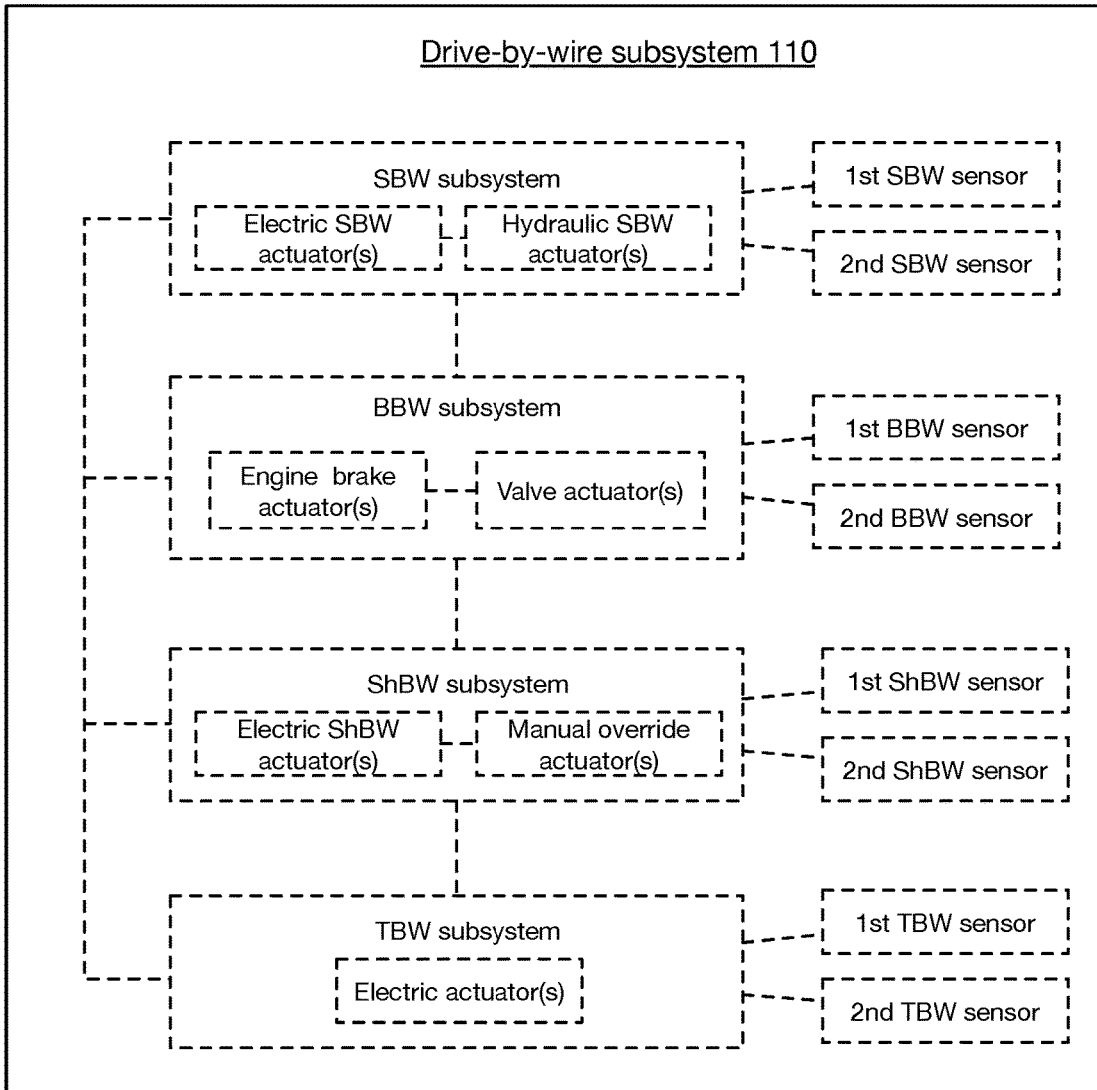 Drive-by-wire subsystem 110
SBW subsystem
Electric SBW
actuator(s)
Hydraulic SBW
actuator(s)
1st SBW sensor
2nd SBW sensor
BBW subsystem
Engine brake
actuator(s)
Valve actuator(s)
1st BBW sensor
2nd BBW sensor
ShBW subsystem
Electric ShBW
actuator(s)
Manual override
actuator(s)
1st ShBW sensor
2nd ShBW sensor
TBW subsystem
Electric actuator(s)
1st TBW sensor
2nd TBW sensor